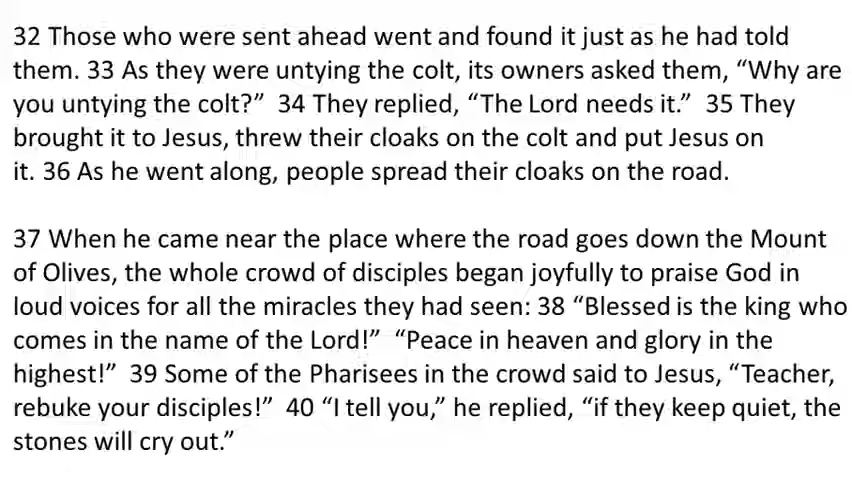 32 Those who were sent ahead went and found it just as he had told
them. 33 As they were untying the colt, its owners asked them, “Why are
you untying the colt?”  34 They replied, “The Lord needs it.”  35 They
brought it to Jesus, threw their cloaks on the colt and put Jesus on
it. 36 As he went along, people spread their cloaks on the road.
37 When he came near the place where the road goes down the Mount
of Olives, the whole crowd of disciples began joyfully to praise God in
loud voices for all the miracles they had seen: 38 “Blessed is the king who
comes in the name of the Lord!”  “Peace in heaven and glory in the
highest!”  39 Some of the Pharisees in the crowd said to Jesus, “Teacher,
rebuke your disciples!”  40 “I tell you,” he replied, “if they keep quiet, the
stones will cry out.”